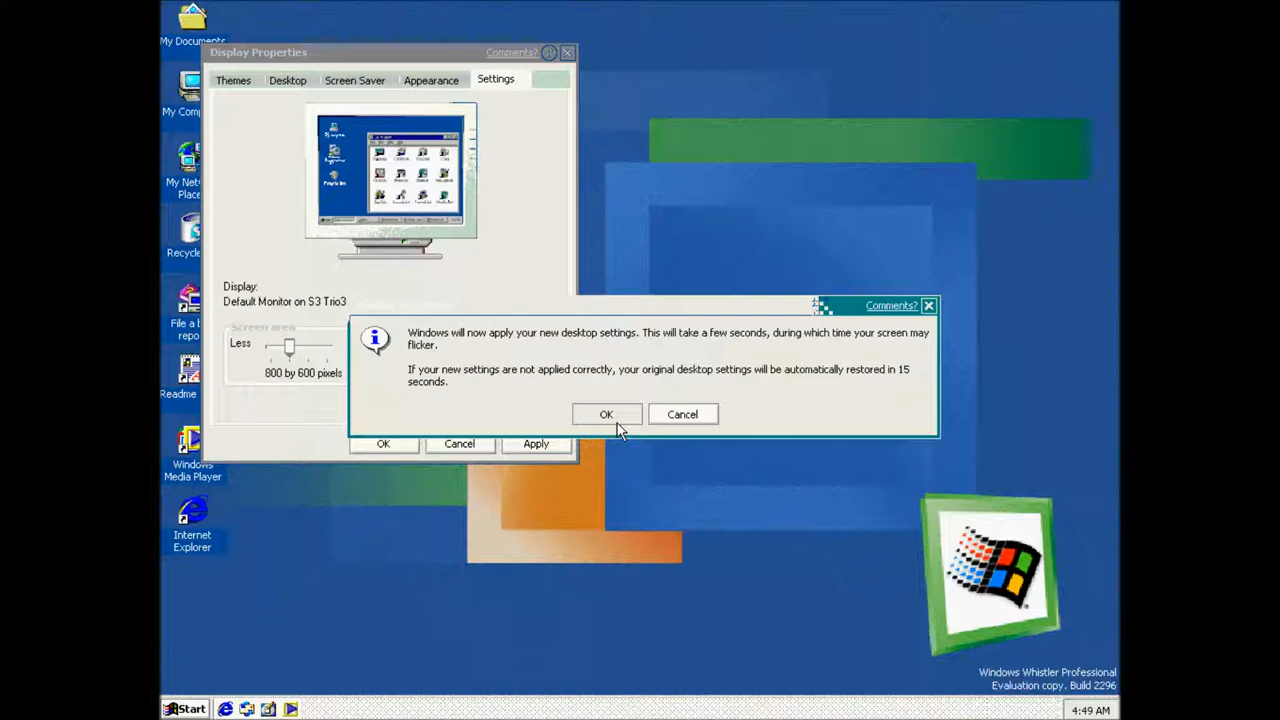 My Documents
Display Properties
Comments?
Themes
Desktop
Screen Saver
Appearance
Settings
My Comp
My Net
Place
Recycle
File a b
repo
Readme
Windows
Media Player
Internet
Explorer
Display:
Default Monitor on S3 Trio3
Screen area
Less
800 by 600 pixels
Comments?
Windows will now apply your new desktop settings. This will take a few seconds, during which time your screen may
flicker.
If your new settings are not applied correctly, your original desktop settings will be automatically restored in 15
seconds.
OK
Cancel
OK
Cancel
Apply
Windows Whistler Professional
Evaluation copy. Build 2296
Start
4:49 AM